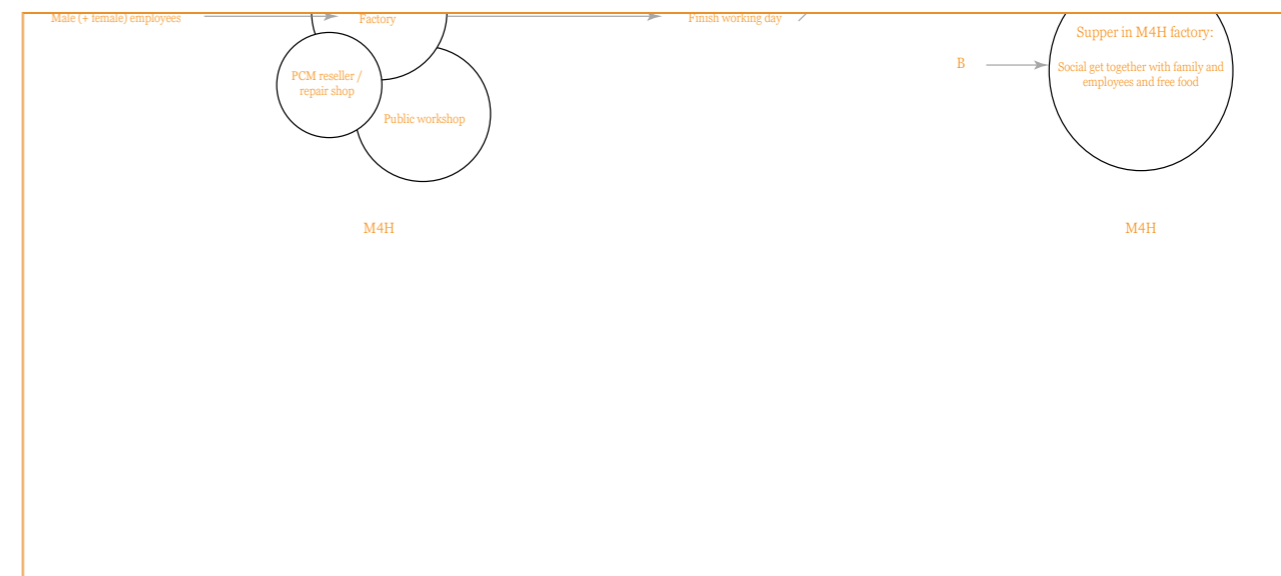 Male (+ female) employees
Factory
Finish working day
PCM reseller /
repair shop
Public workshop
M4H
B
Supper in M4H factory:
Social get together with family and
employees and free food
M4H